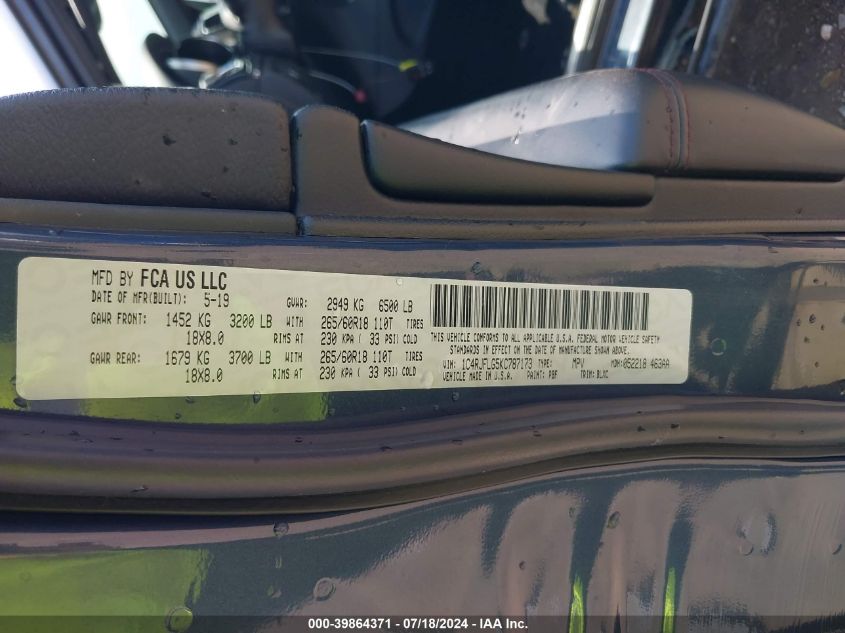 MFD BY FCA US LLC
DATE OF MFR(BUILT): 5-19 GVWR: 2949 KG 6500 LB
GAWR FRONT: 1452 KG 3200 LB WITH 265/60R18 110T TIRES
18X8.0 RIMS AT 230 KPA ( 33 PSI) COLD
GAWR REAR: 1679 KG 3700 LB WITH 265/60R18 110T TIRES
18X8.0 RIMS AT 230 KPA ( 33 PSI) COLD
THIS VEHICLE CONFORMS TO ALL APPLICABLE U.S.A. FEDERAL MOTOR VEHICLE SAFETY
STANDARDS IN EFFECT ON THE DATE OF MANUFACTURE SHOWN ABOVE.
VIN: 1C4RJFLG5KC787173 TYPE: MPV MDH: 052218 463AA
VEHICLE MADE IN U.S.A. PAINT: PBF TRIM: BLXC
000-39864371 - 07/18/2024 - IAA Inc.